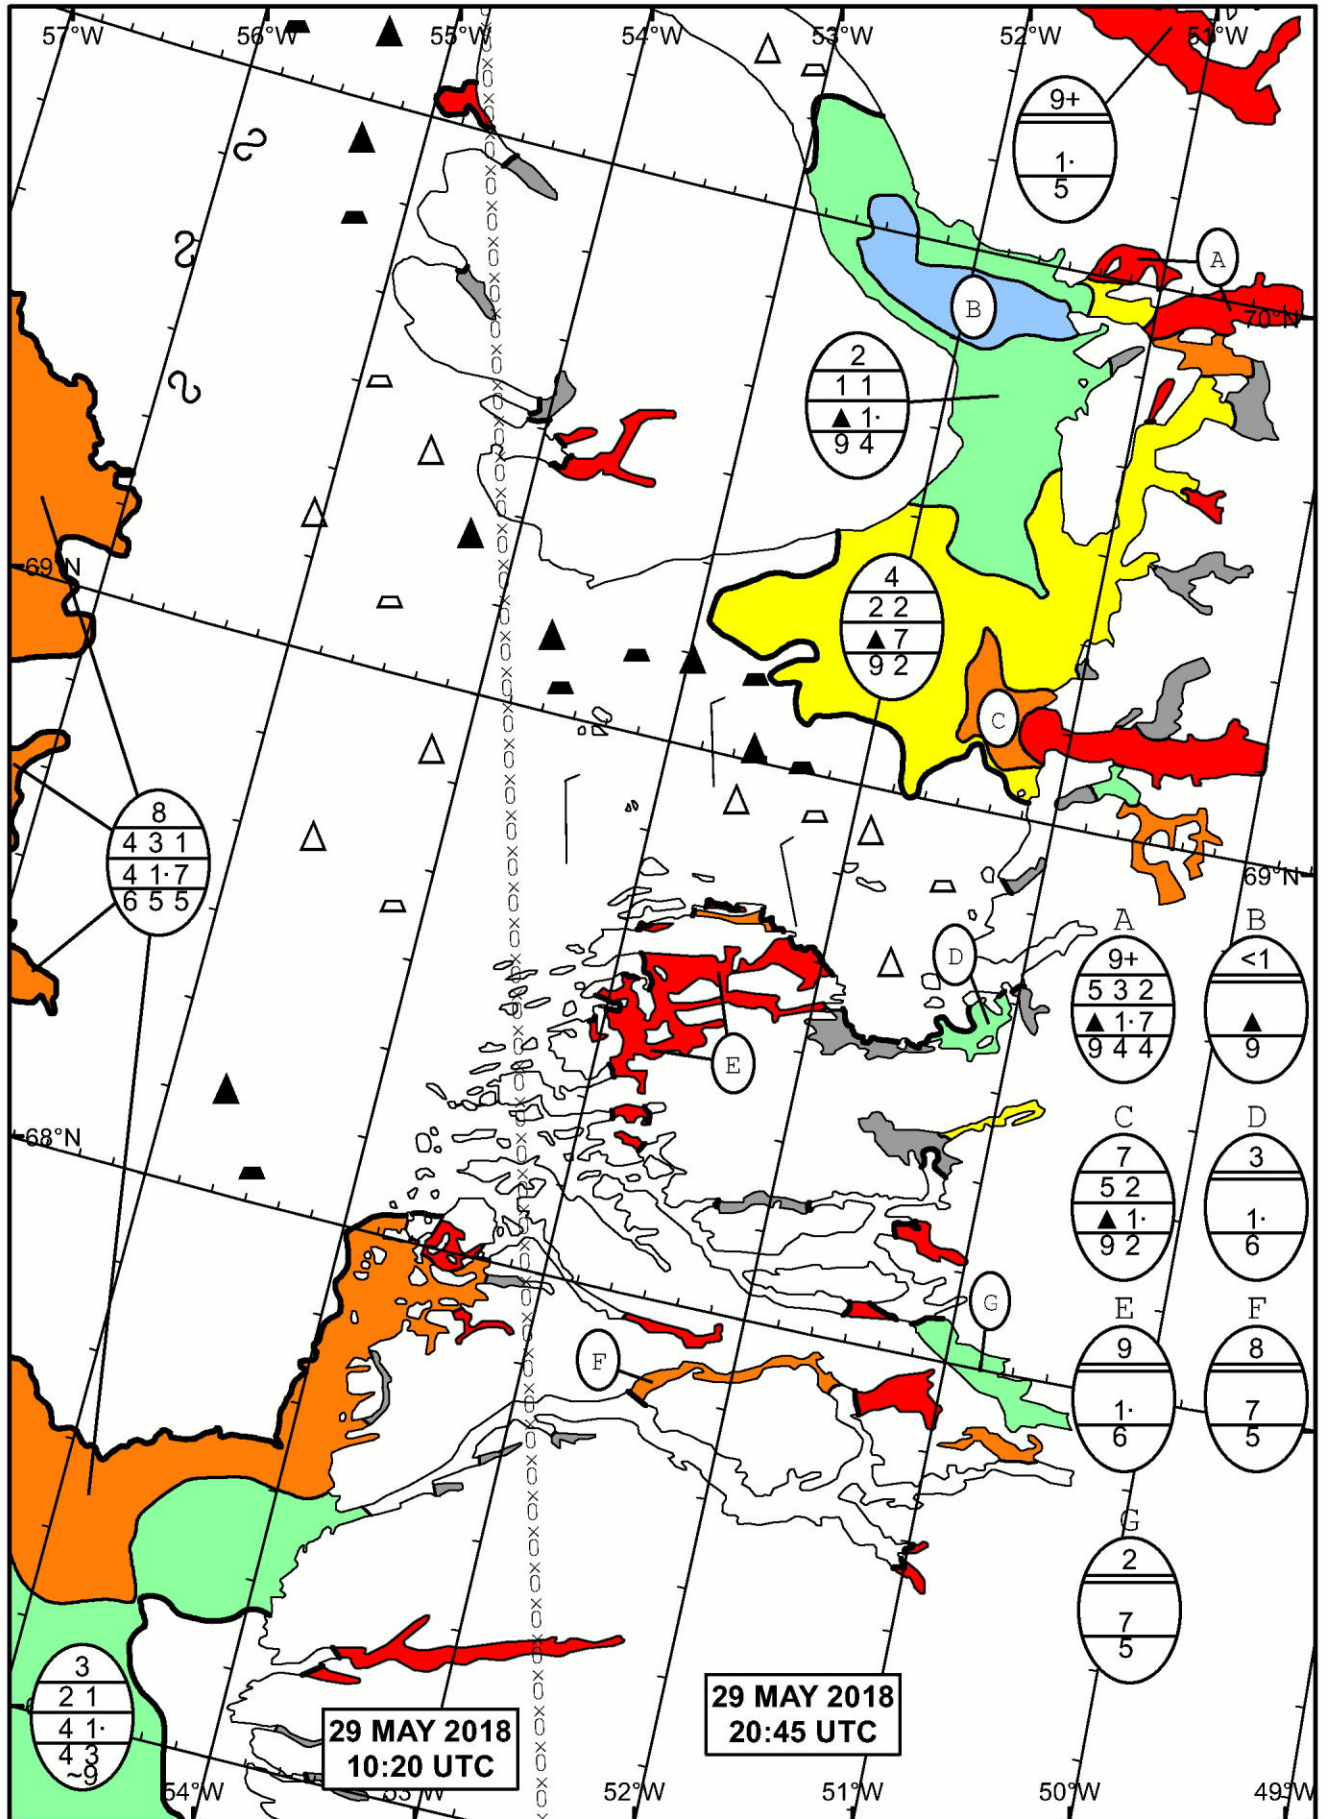 57°W 56°W 55°W 54°W 53°W 52°W 51°W
9+
1·
5
A
70°N
B
2
1 1
▲ 1·
9 4
69°N
4
2 2
▲ 7
9 2
C
8
4 3 1
4 1· 7
6 5 5
69°N
D
E
A
9+
5 3 2
▲ 1· 7
9 4 4
B
<1
▲
9
68°N
C
7
5 2
▲ 1·
9 2
D
3
1·
6
G
F
E
9
1·
6
F
8
7
5
G
2
7
5
3
2 1
4 1·
4 3
~9
29 MAY 2018
10:20 UTC
29 MAY 2018
20:45 UTC
54°W 53°W 52°W 51°W 50°W 49°W